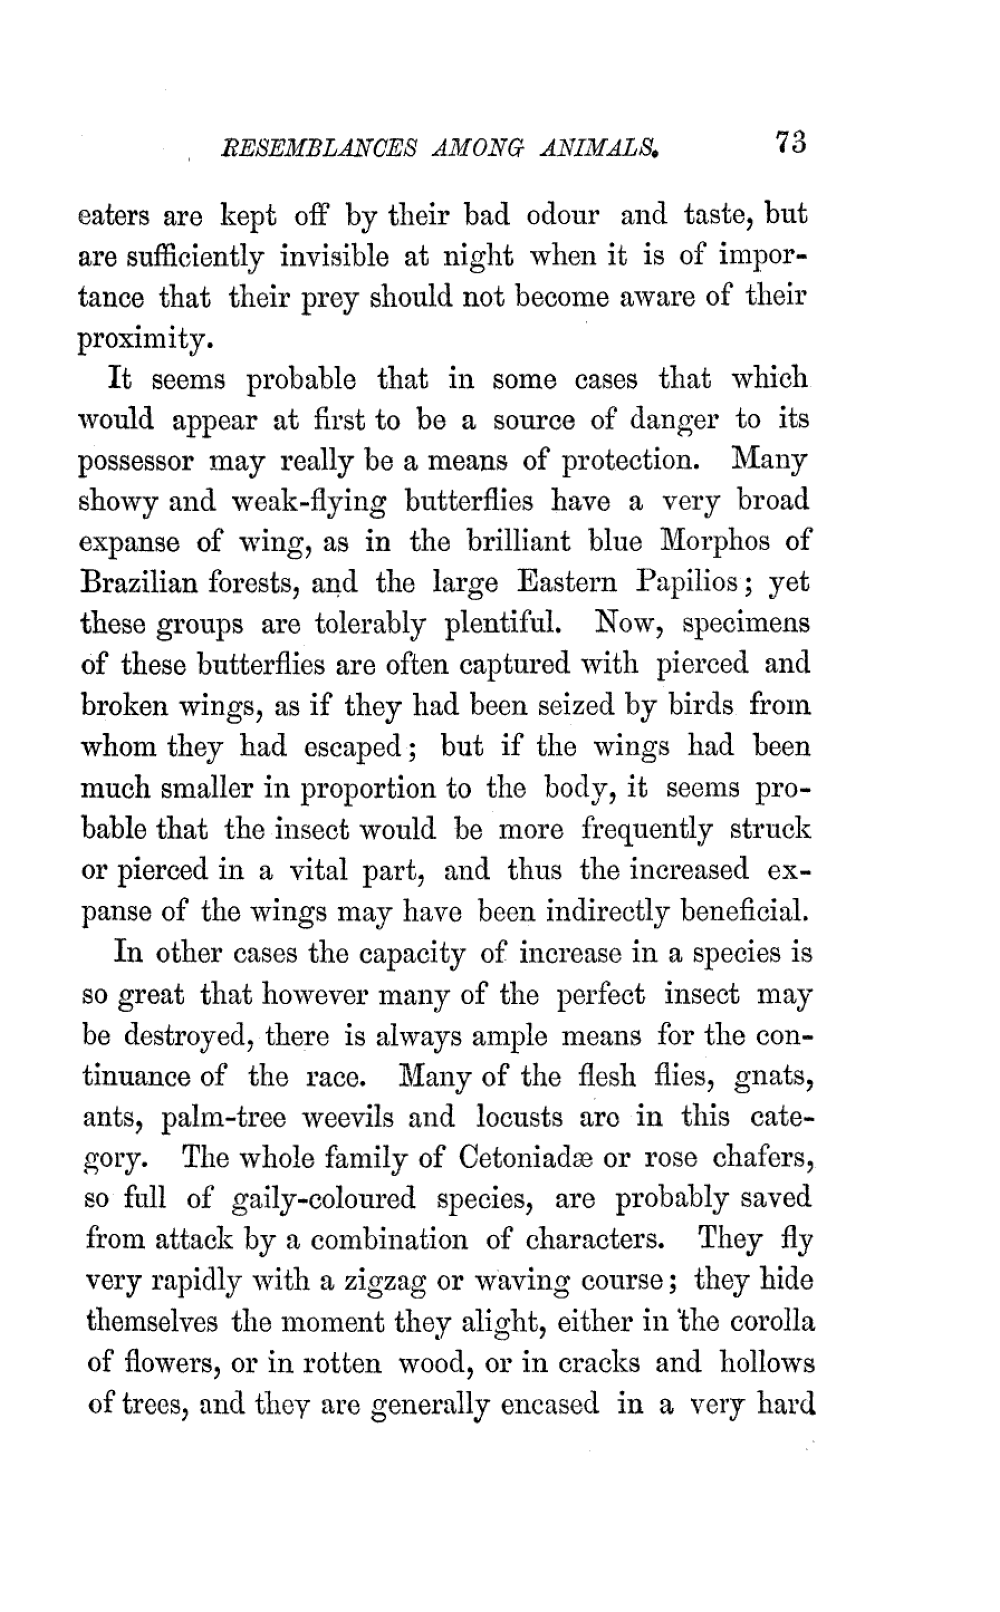 RESEMBLANCES AMONG ANIMALS. 73
eaters are kept off by their bad odour and taste, but
are sufficiently invisible at night when it is of impor-
tance that their prey should not become aware of their
proximity.
It seems probable that in some cases that which
would appear at first to be a source of danger to its
possessor may really be a means of protection. Many
showy and weak-flying butterflies have a very broad
expanse of wing, as in the brilliant blue Morphos of
Brazilian forests, and the large Eastern Papilios; yet
these groups are tolerably plentiful. Now, specimens
of these butterflies are often captured with pierced and
broken wings, as if they had been seized by birds from
whom they had escaped; but if the wings had been
much smaller in proportion to the body, it seems pro-
bable that the insect would be more frequently struck
or pierced in a vital part, and thus the increased ex-
panse of the wings may have been indirectly beneficial.
In other cases the capacity of increase in a species is
so great that however many of the perfect insect may
be destroyed, there is always ample means for the con-
tinuance of the race. Many of the flesh flies, gnats,
ants, palm-tree weevils and locusts are in this cate-
gory. The whole family of Cetoniadæ or rose chafers,
so full of gaily-coloured species, are probably saved
from attack by a combination of characters. They fly
very rapidly with a zigzag or waving course; they hide
themselves the moment they alight, either in the corolla
of flowers, or in rotten wood, or in cracks and hollows
of trees, and they are generally encased in a very hard